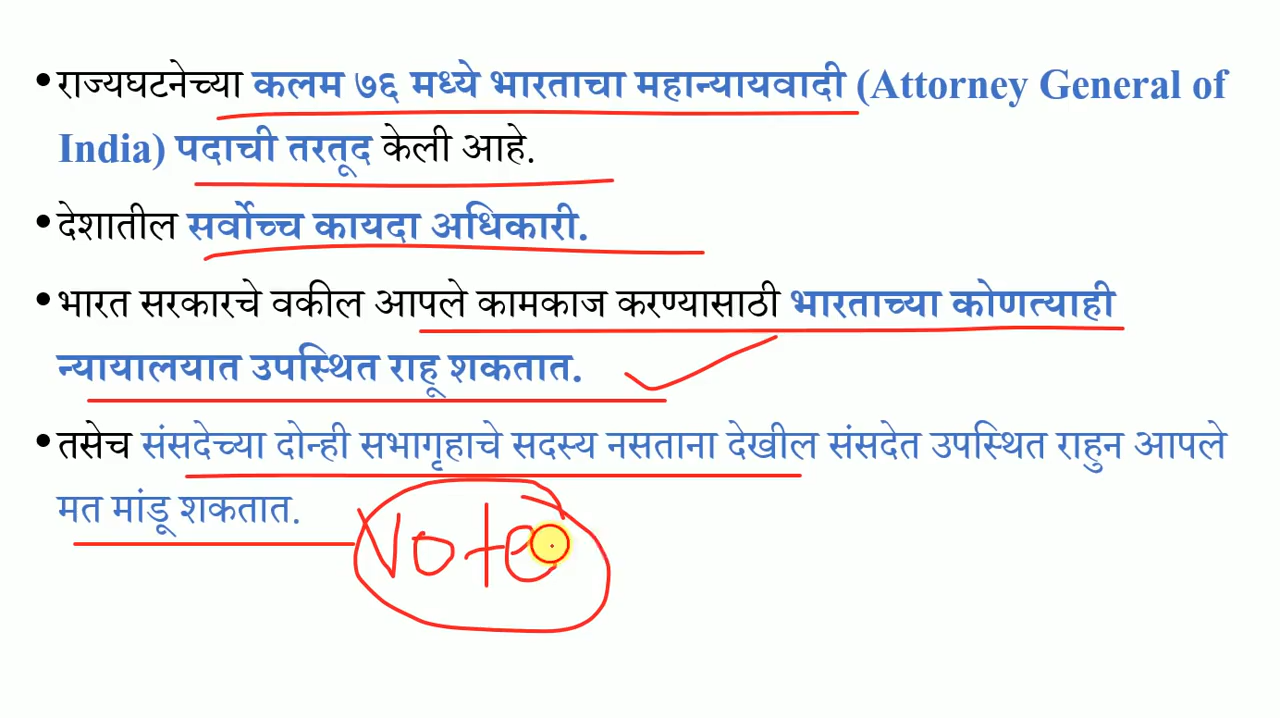 • राज्यघटनेच्या कलम ७६ मध्ये भारताचा महान्यायवादी (Attorney General of
India) पदाची तरतूद केली आहे.
• देशातील सर्वोच्च कायदा अधिकारी.
• भारत सरकारचे वकील आपले कामकाज करण्यासाठी भारताच्या कोणत्याही
न्यायालयात उपस्थित राहू शकतात.
• तसेच संसदेच्या दोन्ही सभागृहाचे सदस्य नसताना देखील संसदेत उपस्थित राहुन आपले
मत मांडू शकतात.
Vote